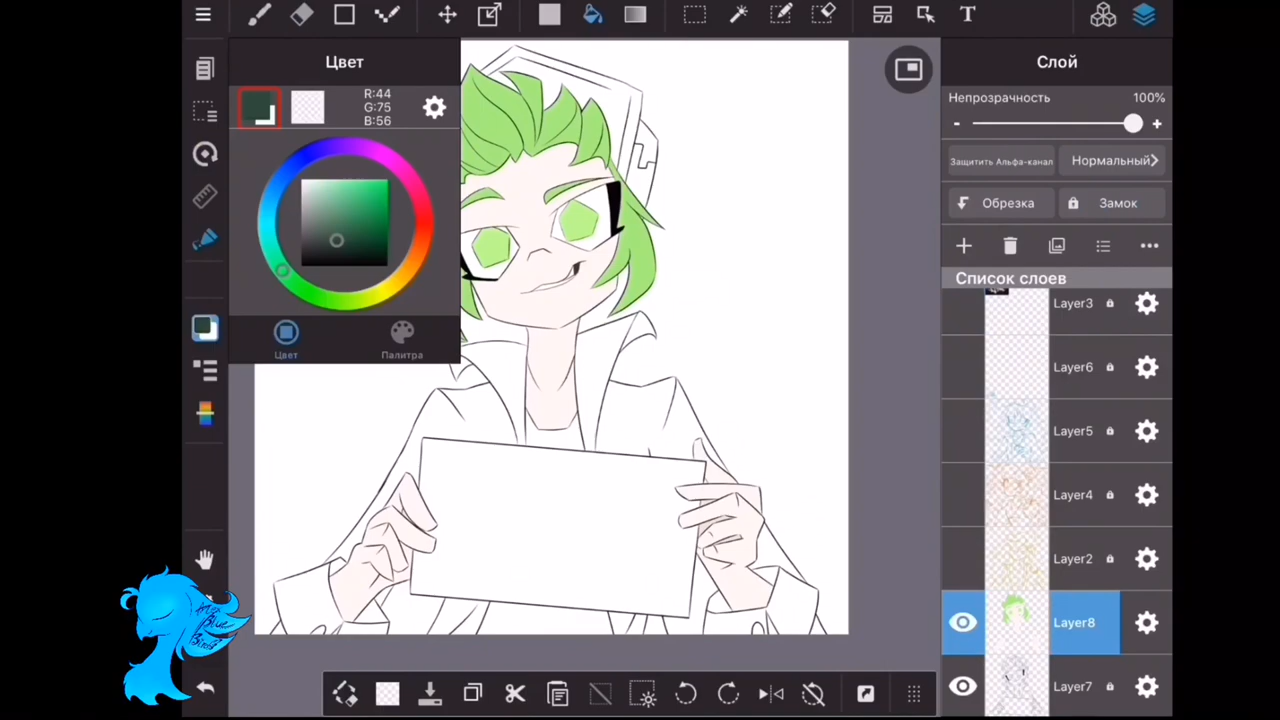 Цвет
R:44
G:75
B:56
Цвет
Палитра
T
Слой
Непрозрачность
100%
- +
Защитить Альфа-канал
Нормальный
Обрезка
Замок
Список слоев
Layer3
Layer6
Layer5
Layer4
Layer2
Layer8
Layer7
Blue